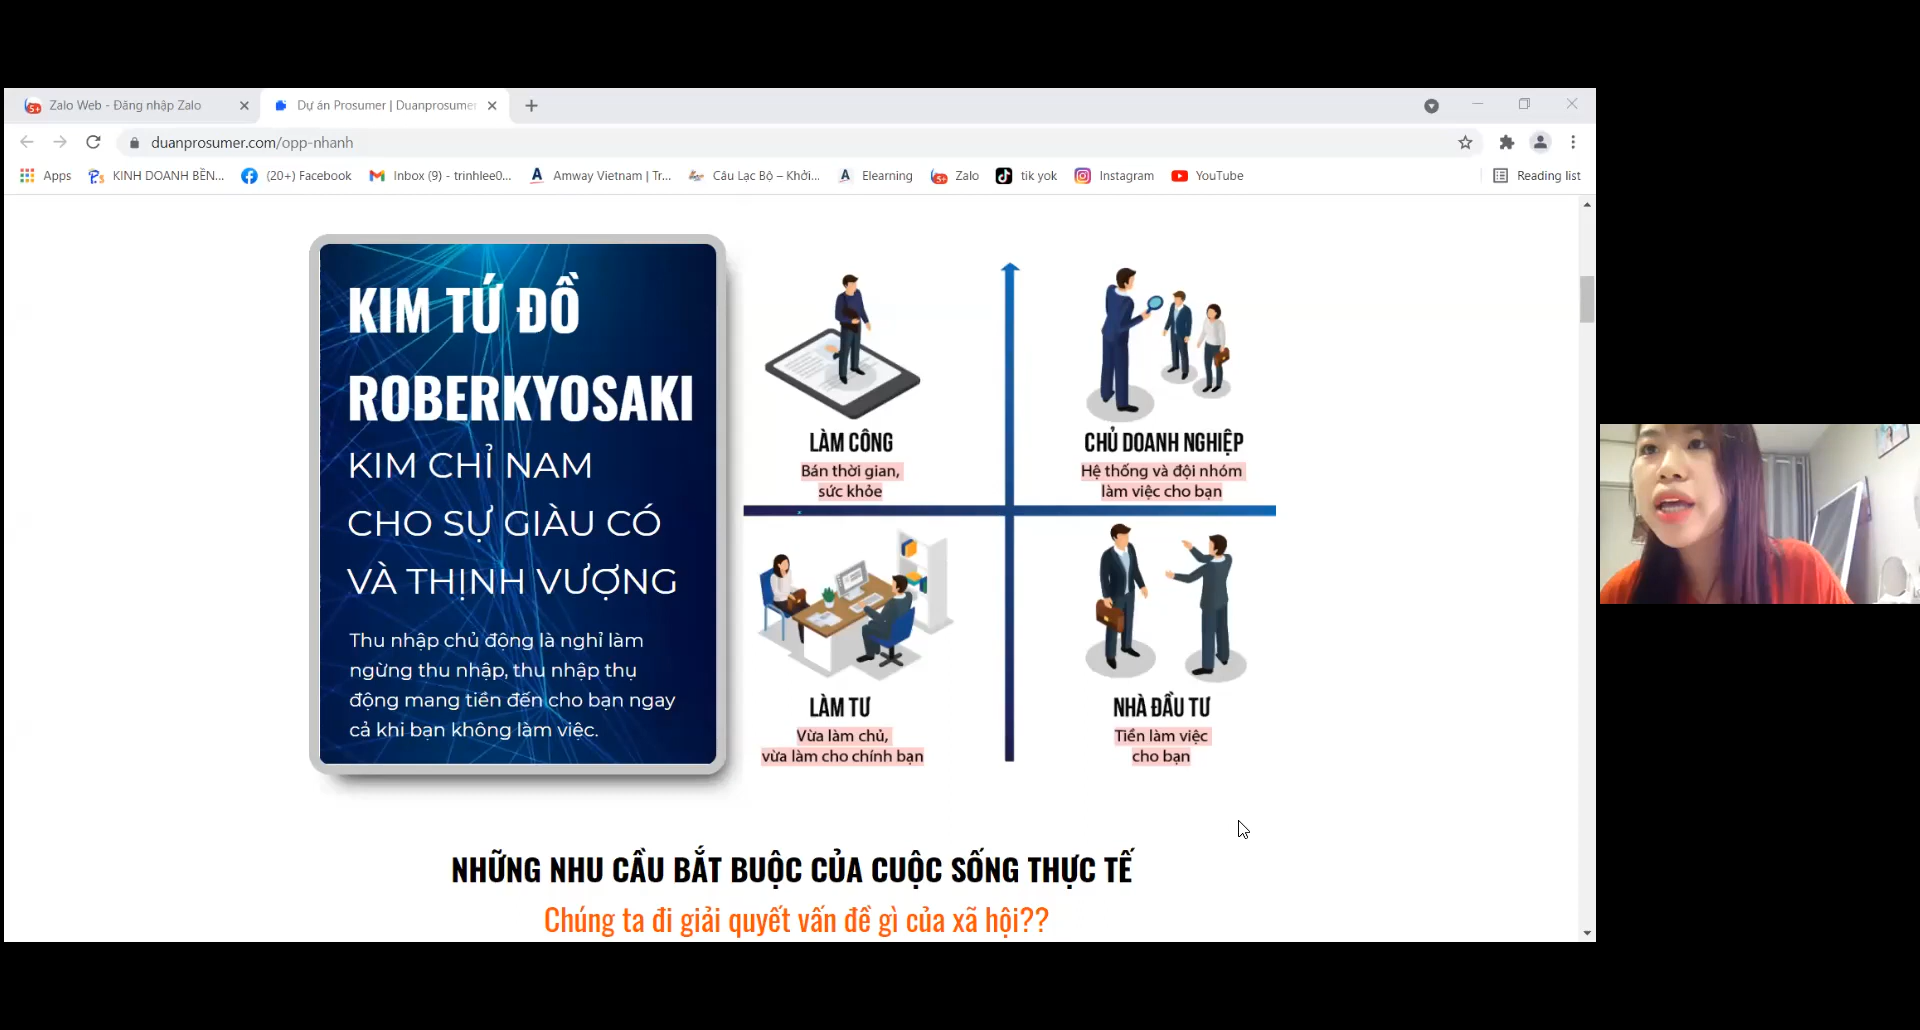 Zalo Web - Đăng nhập Zalo
Dự án Prosumer | Duanprosumer
duanprosumer.com/opp-nhanh
Apps
KINH DOANH BỀN...
(20+) Facebook
Inbox (9) - trinhlee0...
Amway Vietnam | Tr...
Câu Lạc Bộ – Khởi...
Elearning
Zalo
tik yok
Instagram
YouTube
Reading list
KIM TỨ ĐỒ
ROBERKYOSAKI
KIM CHỈ NAM
CHO SỰ GIÀU CÓ
VÀ THỊNH VƯỢNG
Thu nhập chủ động là nghỉ làm
ngừng thu nhập, thu nhập thụ
động mang tiền đến cho bạn ngay
cả khi bạn không làm việc.
LÀM CÔNG
Bán thời gian,
sức khỏe
CHỦ DOANH NGHIỆP
Hệ thống và đội nhóm
làm việc cho bạn
LÀM TƯ
Vừa làm chủ,
vừa làm cho chính bạn
NHÀ ĐẦU TƯ
Tiền làm việc
cho bạn
NHỮNG NHU CẦU BẮT BUỘC CỦA CUỘC SỐNG THỰC TẾ
Chúng ta đi giải quyết vấn đề gì của xã hội??